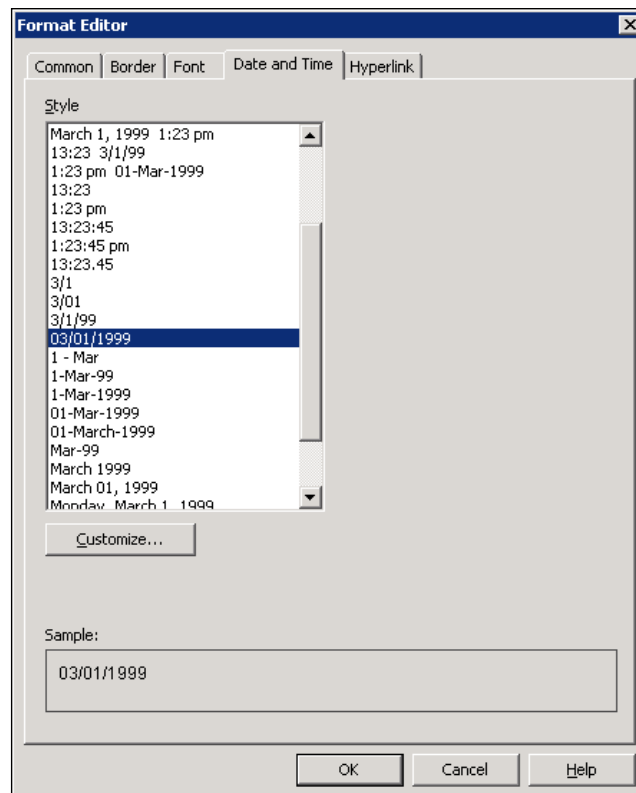 Format Editor
Common Border Font Date and Time Hyperlink
Style
March 1, 1999 1:23 pm
13:23 3/1/99
1:23 pm 01-Mar-1999
13:23
1:23 pm
13:23:45
1:23:45 pm
13:23.45
3/1
3/01
3/1/99
03/01/1999
1 - Mar
1-Mar-99
1-Mar-1999
01-Mar-1999
01-March-1999
Mar-99
March 1999
March 01, 1999
Monday, March 1, 1999
Customize...
Sample:
03/01/1999
OK Cancel Help